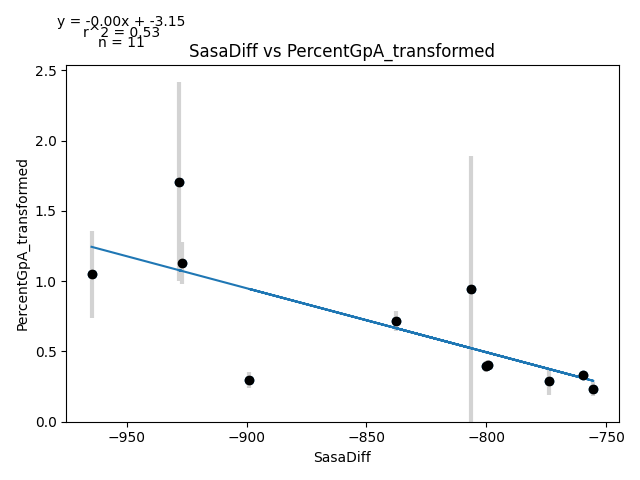 y = -0.00x + -3.15
r^2 = 0.53
n = 11
SasaDiff vs PercentGpA_transformed
PercentGpA_transformed
2.5
2.0
1.5
1.0
0.5
0.0
−950
−900
−850
−800
−750
SasaDiff